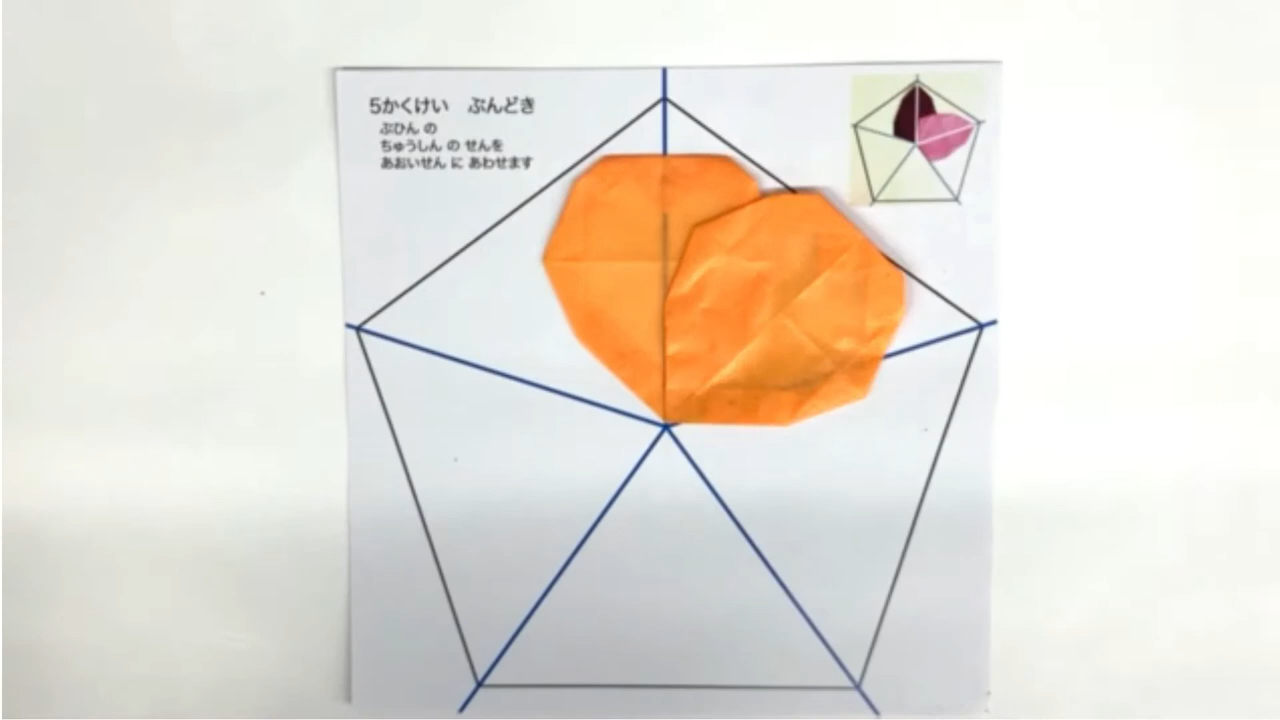 5かくけい　ぶんどき
ぶひん の
ちゅうしん の せんを
あおいせん に あわせます